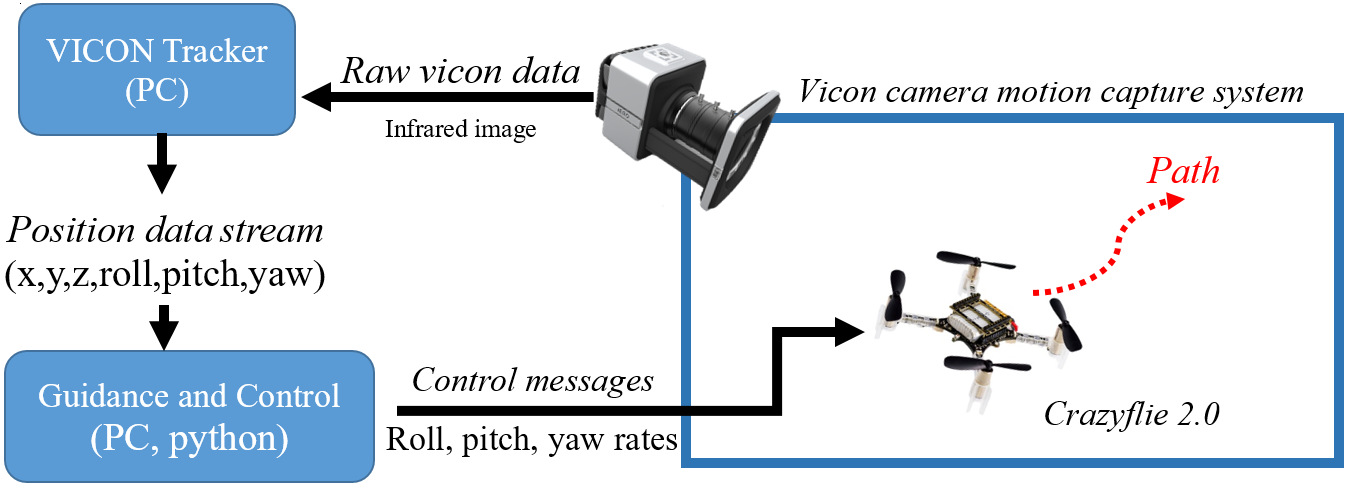 VICON Tracker
(PC)
Raw vicon data
Infrared image
Vicon camera motion capture system
Path
Position data stream
(x,y,z,roll,pitch,yaw)
Guidance and Control
(PC, python)
Control messages
Roll, pitch, yaw rates
Crazyflie 2.0